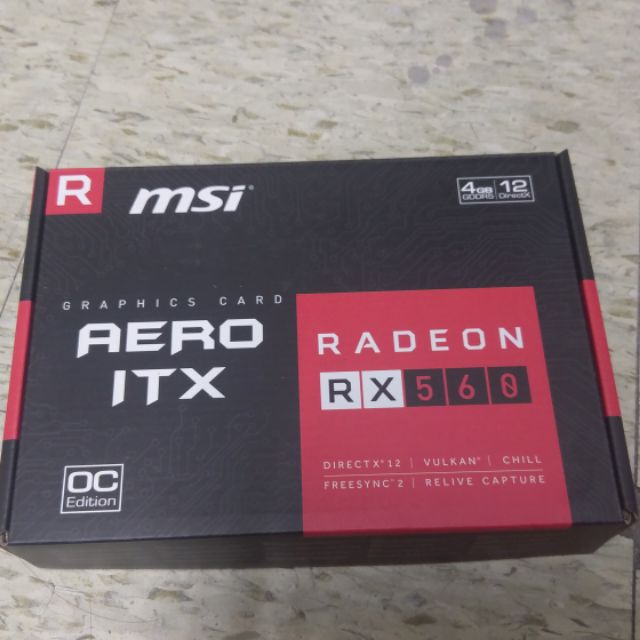 R
msi
4GB GDDR5
12 DirectX
GRAPHICS CARD
AERO
ITX
RADEON
RX 560
DIRECTX® 12 | VULKAN® | CHILL
FREESYNC™ 2 | RELIVE CAPTURE
OC
Edition